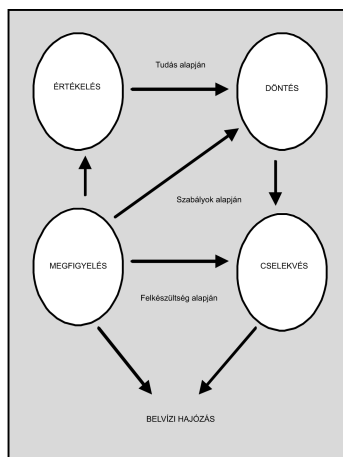 Tudás alapján
ÉRTÉKELÉS
DÖNTÉS
Szabályok alapján
MEGFIGYELÉS
CSELEKVÉS
Felkészültség alapján
BELVÍZI HAJÓZÁS